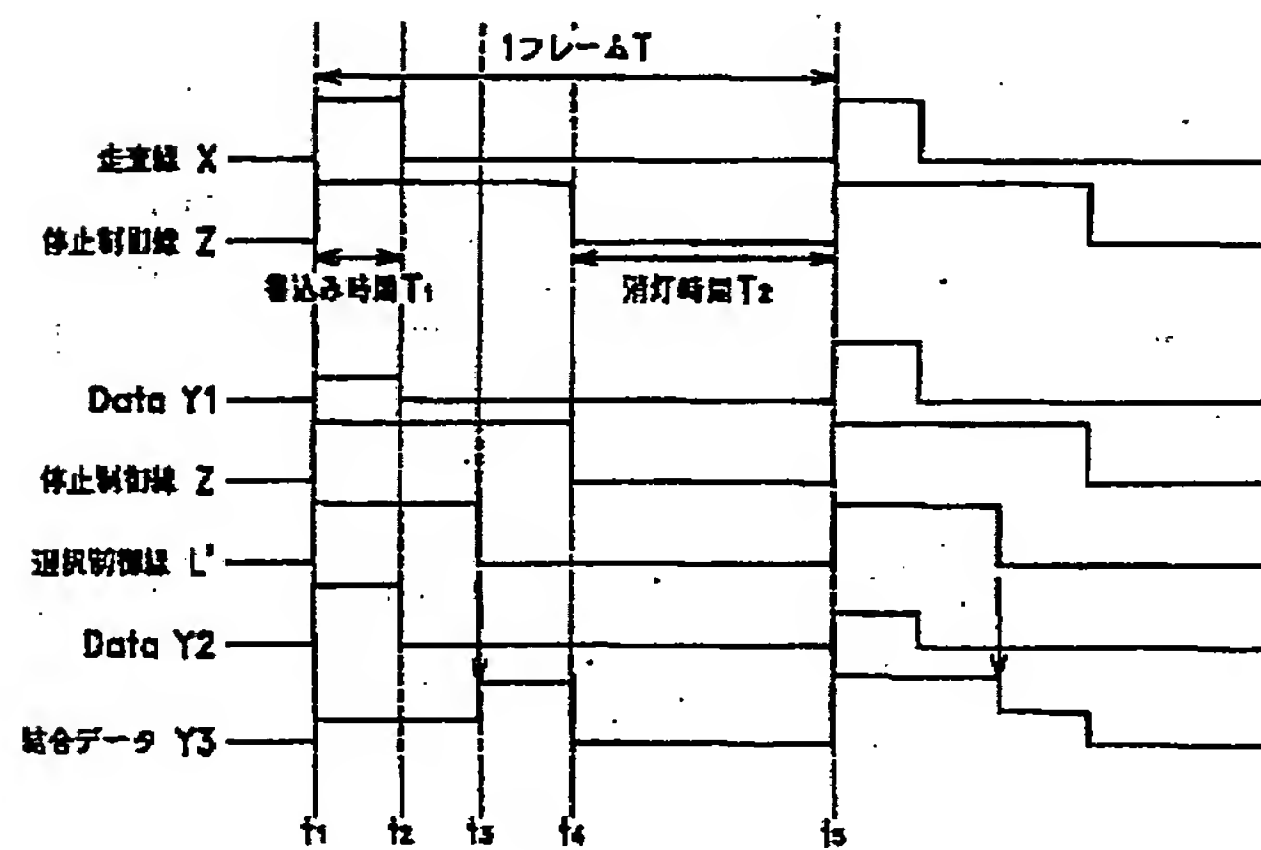 1フレームT
走査線 X
停止制御線 Z
書込み時間T1
消灯時間T2
Data Y1
停止制御線 Z
選択制御線 L'
Data Y2
結合データ Y3
t1 t2 t3 t4 t5